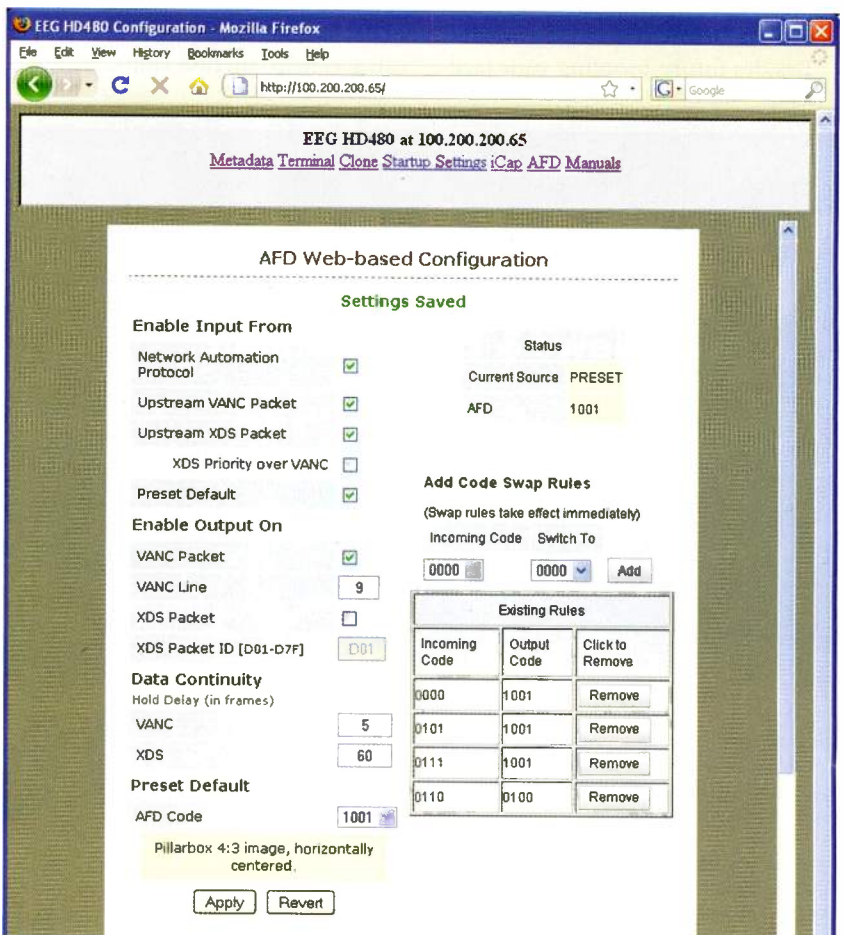 EEG HD480 Configuration - Mozilla Firefox
File Edit View History Bookmarks Tools Help
http://100.200.200.65/
G Google
EEG HD480 at 100.200.200.65
Metadata Terminal Clone Startup Settings iCap AFD Manuals
AFD Web-based Configuration
Settings Saved
Enable Input From
Network Automation
Protocol
Upstream VANC Packet
Upstream XDS Packet
XDS Priority over VANC
Preset Default
Enable Output On
VANC Packet
VANC Line 9
XDS Packet
XDS Packet ID [D01-D7F] D01
Data Continuity
Hold Delay (in frames)
VANC 5
XDS 60
Preset Default
AFD Code 1001
Pillarbox 4:3 image, horizontally
centered.
Apply Revert
Status
Current Source PRESET
AFD 1001
Add Code Swap Rules
(Swap rules take effect immediately)
Incoming Code Switch To
0000 0000 Add
Existing Rules
Incoming Code Output Code Click to Remove
0000 1001 Remove
0101 1001 Remove
0111 1001 Remove
0110 0100 Remove